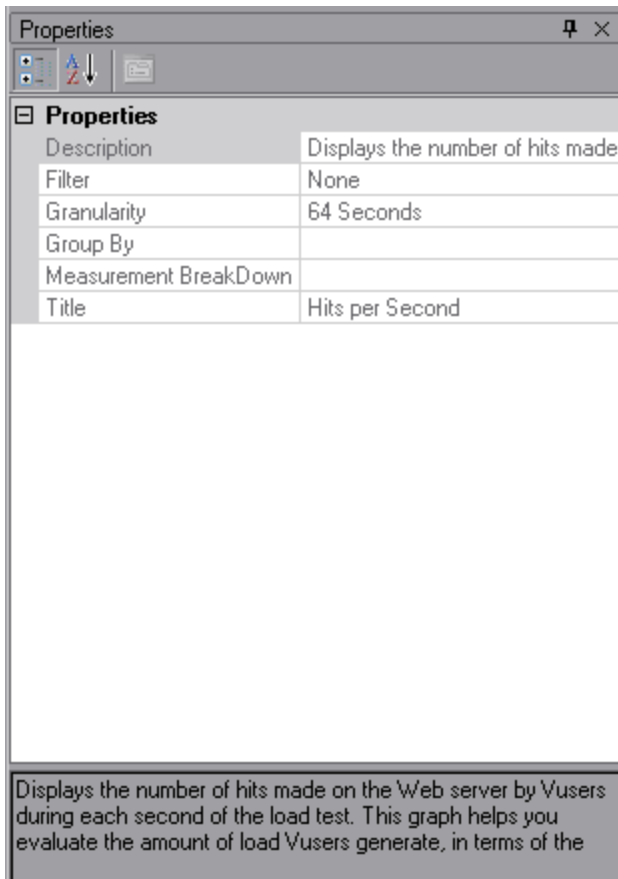 Properties
Properties
Description Displays the number of hits made
Filter None
Granularity 64 Seconds
Group By
Measurement BreakDown
Title Hits per Second
Displays the number of hits made on the Web server by Vusers
during each second of the load test. This graph helps you
evaluate the amount of load Vusers generate, in terms of the